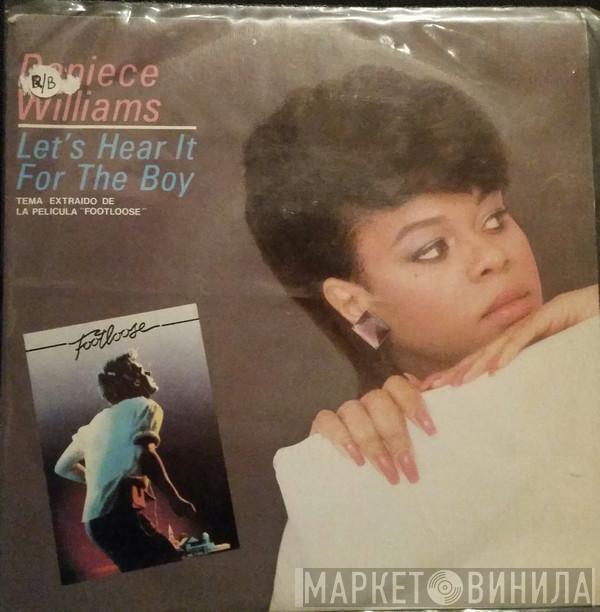 Deniece
R/B
Williams
Let's Hear It
For The Boy
TEMA EXTRAIDO DE
LA PELICULA "FOOTLOOSE"
Footloose
МАРКЕТ ВИНИЛА